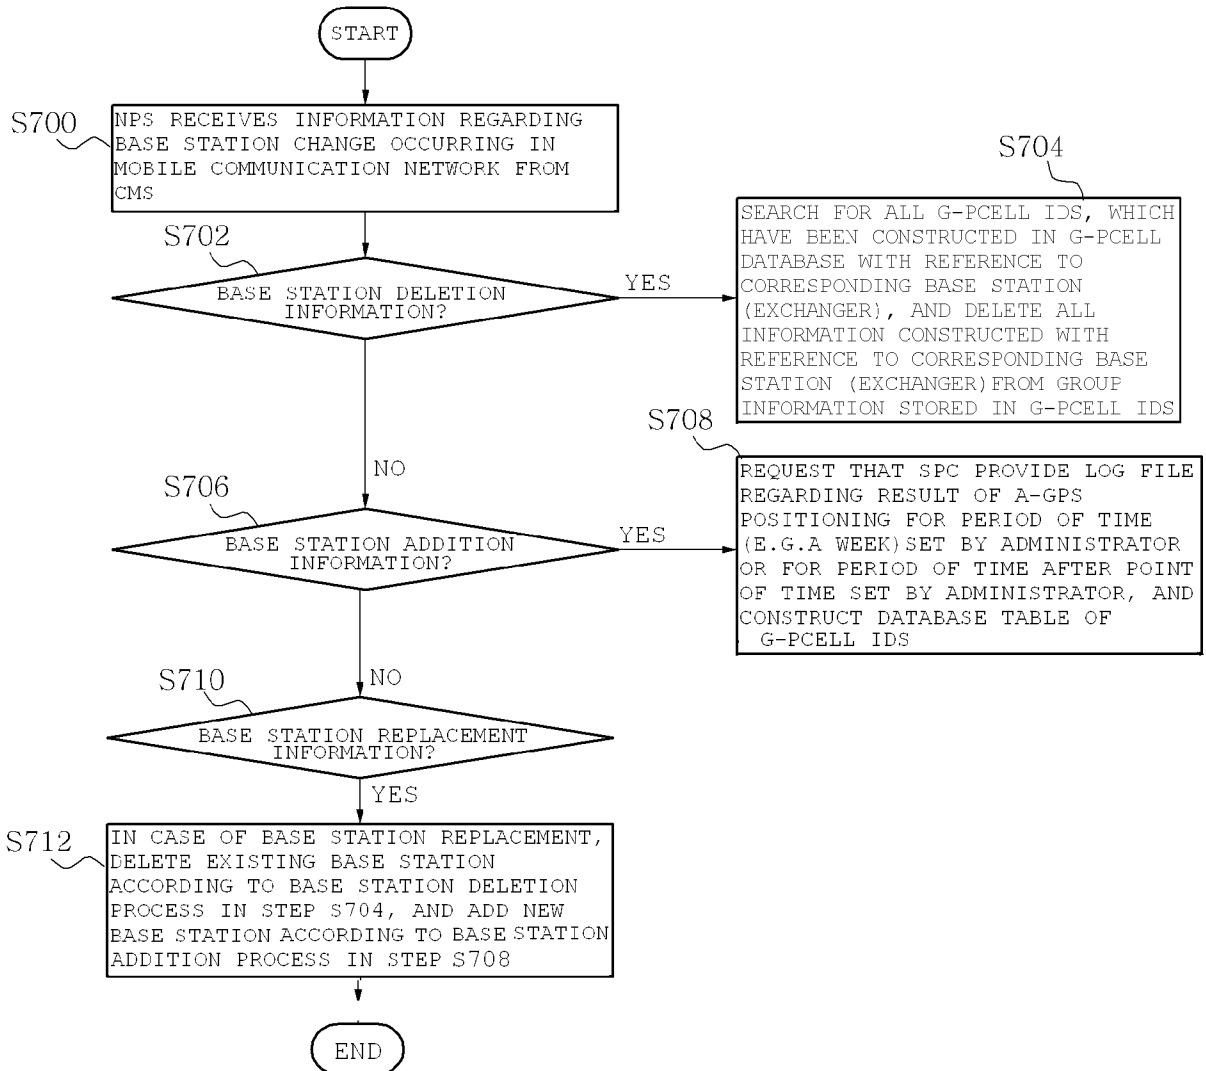 START
S700
NPS RECEIVES INFORMATION REGARDING
BASE STATION CHANGE OCCURRING IN
MOBILE COMMUNICATION NETWORK FROM
CMS
S702
BASE STATION DELETION
INFORMATION?
YES
S704
SEARCH FOR ALL G-PCELL IDS, WHICH
HAVE BEEN CONSTRUCTED IN G-PCELL
DATABASE WITH REFERENCE TO
CORRESPONDING BASE STATION
(EXCHANGER), AND DELETE ALL
INFORMATION CONSTRUCTED WITH
REFERENCE TO CORRESPONDING BASE
STATION (EXCHANGER)FROM GROUP
INFORMATION STORED IN G-PCELL IDS
NO
S706
BASE STATION ADDITION
INFORMATION?
YES
S708
REQUEST THAT SPC PROVIDE LOG FILE
REGARDING RESULT OF A-GPS
POSITIONING FOR PERIOD OF TIME
(E.G.A WEEK)SET BY ADMINISTRATOR
OR FOR PERIOD OF TIME AFTER POINT
OF TIME SET BY ADMINISTRATOR, AND
CONSTRUCT DATABASE TABLE OF
G-PCELL IDS
NO
S710
BASE STATION REPLACEMENT
INFORMATION?
YES
S712
IN CASE OF BASE STATION REPLACEMENT,
DELETE EXISTING BASE STATION
ACCORDING TO BASE STATION DELETION
PROCESS IN STEP S704, AND ADD NEW
BASE STATION ACCORDING TO BASE STATION
ADDITION PROCESS IN STEP S708
END